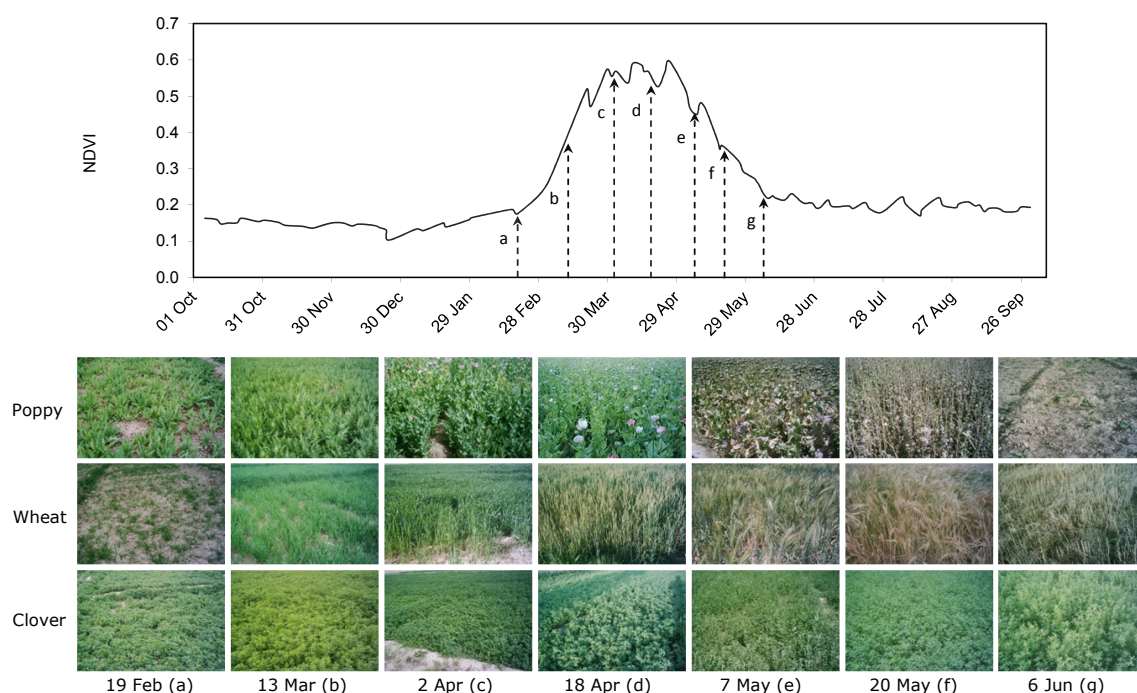 0.7
0.6
0.5
0.4
0.3
0.2
0.1
0.0
NDVI
a
b
c
d
e
f
g
01 Oct
31 Oct
30 Nov
30 Dec
29 Jan
28 Feb
30 Mar
29 Apr
29 May
28 Jun
28 Jul
27 Aug
26 Sep
Poppy
Wheat
Clover
19 Feb (a)
13 Mar (b)
2 Apr (c)
18 Apr (d)
7 May (e)
20 May (f)
6 Jun (g)